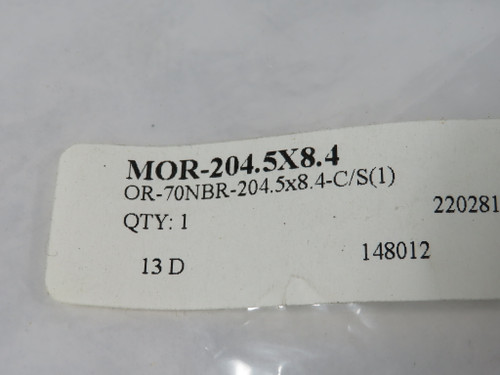 MOR-204.5X8.4
OR-70NBR-204.5x8.4-C/S(1)
220281
QTY: 1
148012
13 D